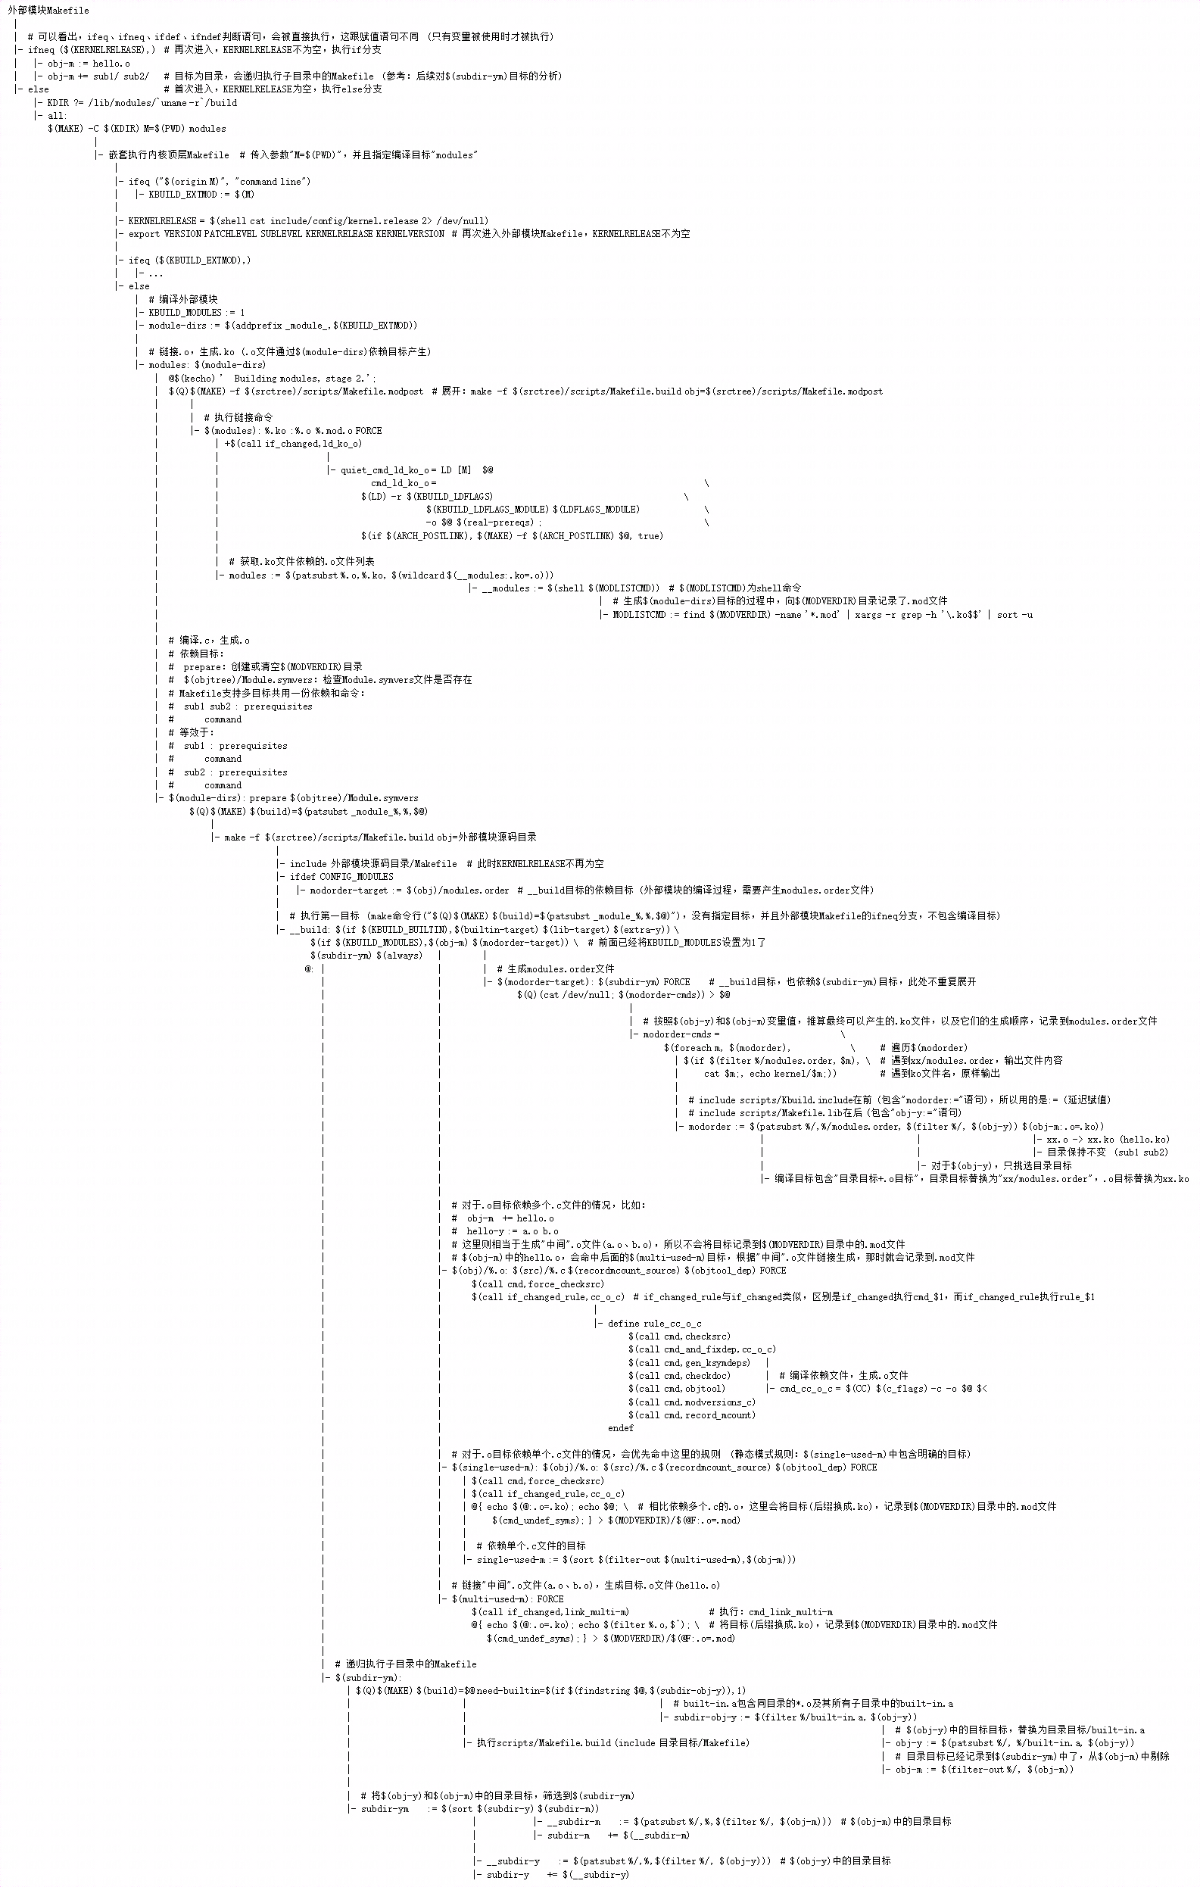 外部模块Makefile
|
| # 可以看出，ifeq、ifneq、ifdef、ifndef判断语句，会被直接执行，这跟赋值语句不同 （只有变量被使用时才被执行）
|- ifneq ($(KERNELRELEASE),) # 再次进入，KERNELRELEASE不为空，执行if分支
| |- obj-m := hello.o
| |- obj-m += sub1/ sub2/ # 目标为目录，会递归执行子目录中的Makefile （参考：后续对$(subdir-ym)目标的分析）
|- else # 首次进入，KERNELRELEASE为空，执行else分支
|- KDIR ?= /lib/modules/`uname -r`/build
|- all:
$(MAKE) -C $(KDIR) M=$(PWD) modules
|
|- 嵌套执行内核顶层Makefile # 传入参数"M=$(PWD)"，并且指定编译目标"modules"
|
|- ifeq ("$(origin M)", "command line")
| |- KBUILD_EXTMOD := $(M)
|
|- KERNELRELEASE = $(shell cat include/config/kernel.release 2> /dev/null)
|- export VERSION PATCHLEVEL SUBLEVEL KERNELRELEASE KERNELVERSION # 再次进入外部模块Makefile，KERNELRELEASE不为空
|
|- ifeq ($(KBUILD_EXTMOD),)
| |- ...
|- else
| # 编译外部模块
|- KBUILD_MODULES := 1
|- module-dirs := $(addprefix _module_,$(KBUILD_EXTMOD))
|
| # 链接.o，生成.ko （.o文件通过$(module-dirs)依赖目标产生）
|- modules: $(module-dirs)
| @$(kecho) ' Building modules, stage 2.';
| $(Q)$(MAKE) -f $(srctree)/scripts/Makefile.modpost # 展开：make -f $(srctree)/scripts/Makefile.build obj=$(srctree)/scripts/Makefile.modpost
| |
| | # 执行链接命令
| |- $(modules): %.ko :%.o %.mod.o FORCE
| | +$(call if_changed,ld_ko_o)
| | |
| | |- quiet_cmd_ld_ko_o = LD [M] $@
| | cmd_ld_ko_o = \
| | $(LD) -r $(KBUILD_LDFLAGS) \
| | $(KBUILD_LDFLAGS_MODULE) $(LDFLAGS_MODULE) \
| | -o $@ $(real-prereqs) ; \
| | $(if $(ARCH_POSTLINK), $(MAKE) -f $(ARCH_POSTLINK) $@, true)
| |
| | # 获取.ko文件依赖的.o文件列表
| |- modules := $(patsubst %.o,%.ko, $(wildcard $(__modules:.ko=.o)))
| |- __modules := $(shell $(MODLISTCMD)) # $(MODLISTCMD)为shell命令
| | # 生成$(module-dirs)目标的过程中，向$(MODVERDIR)目录记录了.mod文件
| |- MODLISTCMD := find $(MODVERDIR) -name '*.mod' | xargs -r grep -h '\.ko$$' | sort -u
|
| # 编译.c，生成.o
| # 依赖目标：
| # prepare：创建或清空$(MODVERDIR)目录
| # $(objtree)/Module.symvers：检查Module.symvers文件是否存在
| # Makefile支持多目标共用一份依赖和命令：
| # sub1 sub2 : prerequisites
| # command
| # 等效于：
| # sub1 : prerequisites
| # command
| # sub2 : prerequisites
| # command
|- $(module-dirs): prepare $(objtree)/Module.symvers
$(Q)$(MAKE) $(build)=$(patsubst _module_%,%,$@)
|
|- make -f $(srctree)/scripts/Makefile.build obj=外部模块源码目录
|
|- include 外部模块源码目录/Makefile # 此时KERNELRELEASE不再为空
|- ifdef CONFIG_MODULES
| |- modorder-target := $(obj)/modules.order # __build目标的依赖目标（外部模块的编译过程，需要产生modules.order文件）
|
| # 执行第一目标 （make命令行("$(Q)$(MAKE) $(build)=$(patsubst _module_%,%,$@)")，没有指定目标，并且外部模块Makefile的ifneq分支，不包含编译目标）
|- __build: $(if $(KBUILD_BUILTIN),$(builtin-target) $(lib-target) $(extra-y)) \
$(if $(KBUILD_MODULES),$(obj-m) $(modorder-target)) \ # 前面已经将KBUILD_MODULES设置为1了
$(subdir-ym) $(always) | |
@: | | | # 生成modules.order文件
| | |- $(modorder-target): $(subdir-ym) FORCE # __build目标，也依赖$(subdir-ym)目标，此处不重复展开
| | $(Q)(cat /dev/null; $(modorder-cmds)) > $@
| | |
| | | # 按照$(obj-y)和$(obj-m)变量值，推算最终可以产生的.ko文件，以及它们的生成顺序，记录到modules.order文件
| | |- modorder-cmds = \
| | $(foreach m, $(modorder), \ # 遍历$(modorder)
| | | $(if $(filter %/modules.order, $m), \ # 遇到xx/modules.order，输出文件内容
| | | cat $m;, echo kernel/$m;)) # 遇到ko文件名，原样输出
| | |
| | | # include scripts/Kbuild.include在前（包含"modorder:="语句），所以用的是:=（延迟赋值）
| | | # include scripts/Makefile.lib在后（包含"obj-y:="语句）
| | |- modorder := $(patsubst %/,%/modules.order, $(filter %/, $(obj-y)) $(obj-m:.o=.ko))
| | | | |- xx.o -> xx.ko (hello.ko)
| | | | |- 目录保持不变 （sub1 sub2）
| | | |- 对于$(obj-y)，只挑选目录目标
| | |- 编译目标包含"目录目标+.o目标"，目录目标替换为"xx/modules.order"，.o目标替换为xx.ko
| |
| | # 对于.o目标依赖多个.c文件的情况，比如：
| | # obj-m += hello.o
| | # hello-y := a.o b.o
| | # 这里则相当于生成"中间".o文件(a.o、b.o)，所以不会将目标记录到$(MODVERDIR)目录中的.mod文件
| | # $(obj-m)中的hello.o，会命中后面的$(multi-used-m)目标，根据"中间".o文件链接生成，那时就会记录到.mod文件
| |- $(obj)/%.o: $(src)/%.c $(recordmcount_source) $(objtool_dep) FORCE
| | $(call cmd,force_checksrc)
| | $(call if_changed_rule,cc_o_c) # if_changed_rule与if_changed类似，区别是if_changed执行cmd_$1，而if_changed_rule执行rule_$1
| | |
| | |- define rule_cc_o_c
| | $(call cmd,checksrc)
| | $(call cmd_and_fixdep,cc_o_c)
| | $(call cmd,gen_ksymdeps) |
| | $(call cmd,checkdoc) | # 编译依赖文件，生成.o文件
| | $(call cmd,objtool) |- cmd_cc_o_c = $(CC) $(c_flags) -c -o $@ $<
| | $(call cmd,modversions_c)
| | $(call cmd,record_mcount)
| | endef
| |
| | # 对于.o目标依赖单个.c文件的情况，会优先命中这里的规则 （静态模式规则：$(single-used-m)中包含明确的目标）
| |- $(single-used-m): $(obj)/%.o: $(src)/%.c $(recordmcount_source) $(objtool_dep) FORCE
| | | $(call cmd,force_checksrc)
| | | $(call if_changed_rule,cc_o_c)
| | | @{ echo $(@:.o=.ko); echo $@; \ # 相比依赖多个.c的.o，这里会将目标(后缀换成.ko)，记录到$(MODVERDIR)目录中的.mod文件
| | | $(cmd_undef_syms); } > $(MODVERDIR)/$(@F:.o=.mod)
| | |
| | | # 依赖单个.c文件的目标
| | |- single-used-m := $(sort $(filter-out $(multi-used-m),$(obj-m)))
| |
| | # 链接"中间".o文件(a.o、b.o)，生成目标.o文件(hello.o)
| |- $(multi-used-m): FORCE
| $(call if_changed,link_multi-m) # 执行：cmd_link_multi-m
| @{ echo $(@:.o=.ko); echo $(filter %.o,$^); \ # 将目标(后缀换成.ko)，记录到$(MODVERDIR)目录中的.mod文件
| $(cmd_undef_syms); } > $(MODVERDIR)/$(@F:.o=.mod)
|
| # 递归执行子目录中的Makefile
|- $(subdir-ym):
| $(Q)$(MAKE) $(build)=$@ need-builtin=$(if $(findstring $@,$(subdir-obj-y)),1)
| | | # built-in.a包含同目录的*.o及其所有子目录中的built-in.a
| | |- subdir-obj-y := $(filter %/built-in.a, $(obj-y))
| | | # $(obj-y)中的目标目标，替换为目录目标/built-in.a
| |- 执行scripts/Makefile.build (include 目录目标/Makefile) |- obj-y := $(patsubst %/, %/built-in.a, $(obj-y))
| | # 目录目标已经记录到$(subdir-ym)中了，从$(obj-m)中剔除
| |- obj-m := $(filter-out %/, $(obj-m))
|
| # 将$(obj-y)和$(obj-m)中的目录目标，筛选到$(subdir-ym)
|- subdir-ym := $(sort $(subdir-y) $(subdir-m))
| |- __subdir-m := $(patsubst %/,%,$(filter %/, $(obj-m))) # $(obj-m)中的目录目标
| |- subdir-m += $(__subdir-m)
|
|- __subdir-y := $(patsubst %/,%,$(filter %/, $(obj-y))) # $(obj-y)中的目录目标
|- subdir-y += $(__subdir-y)